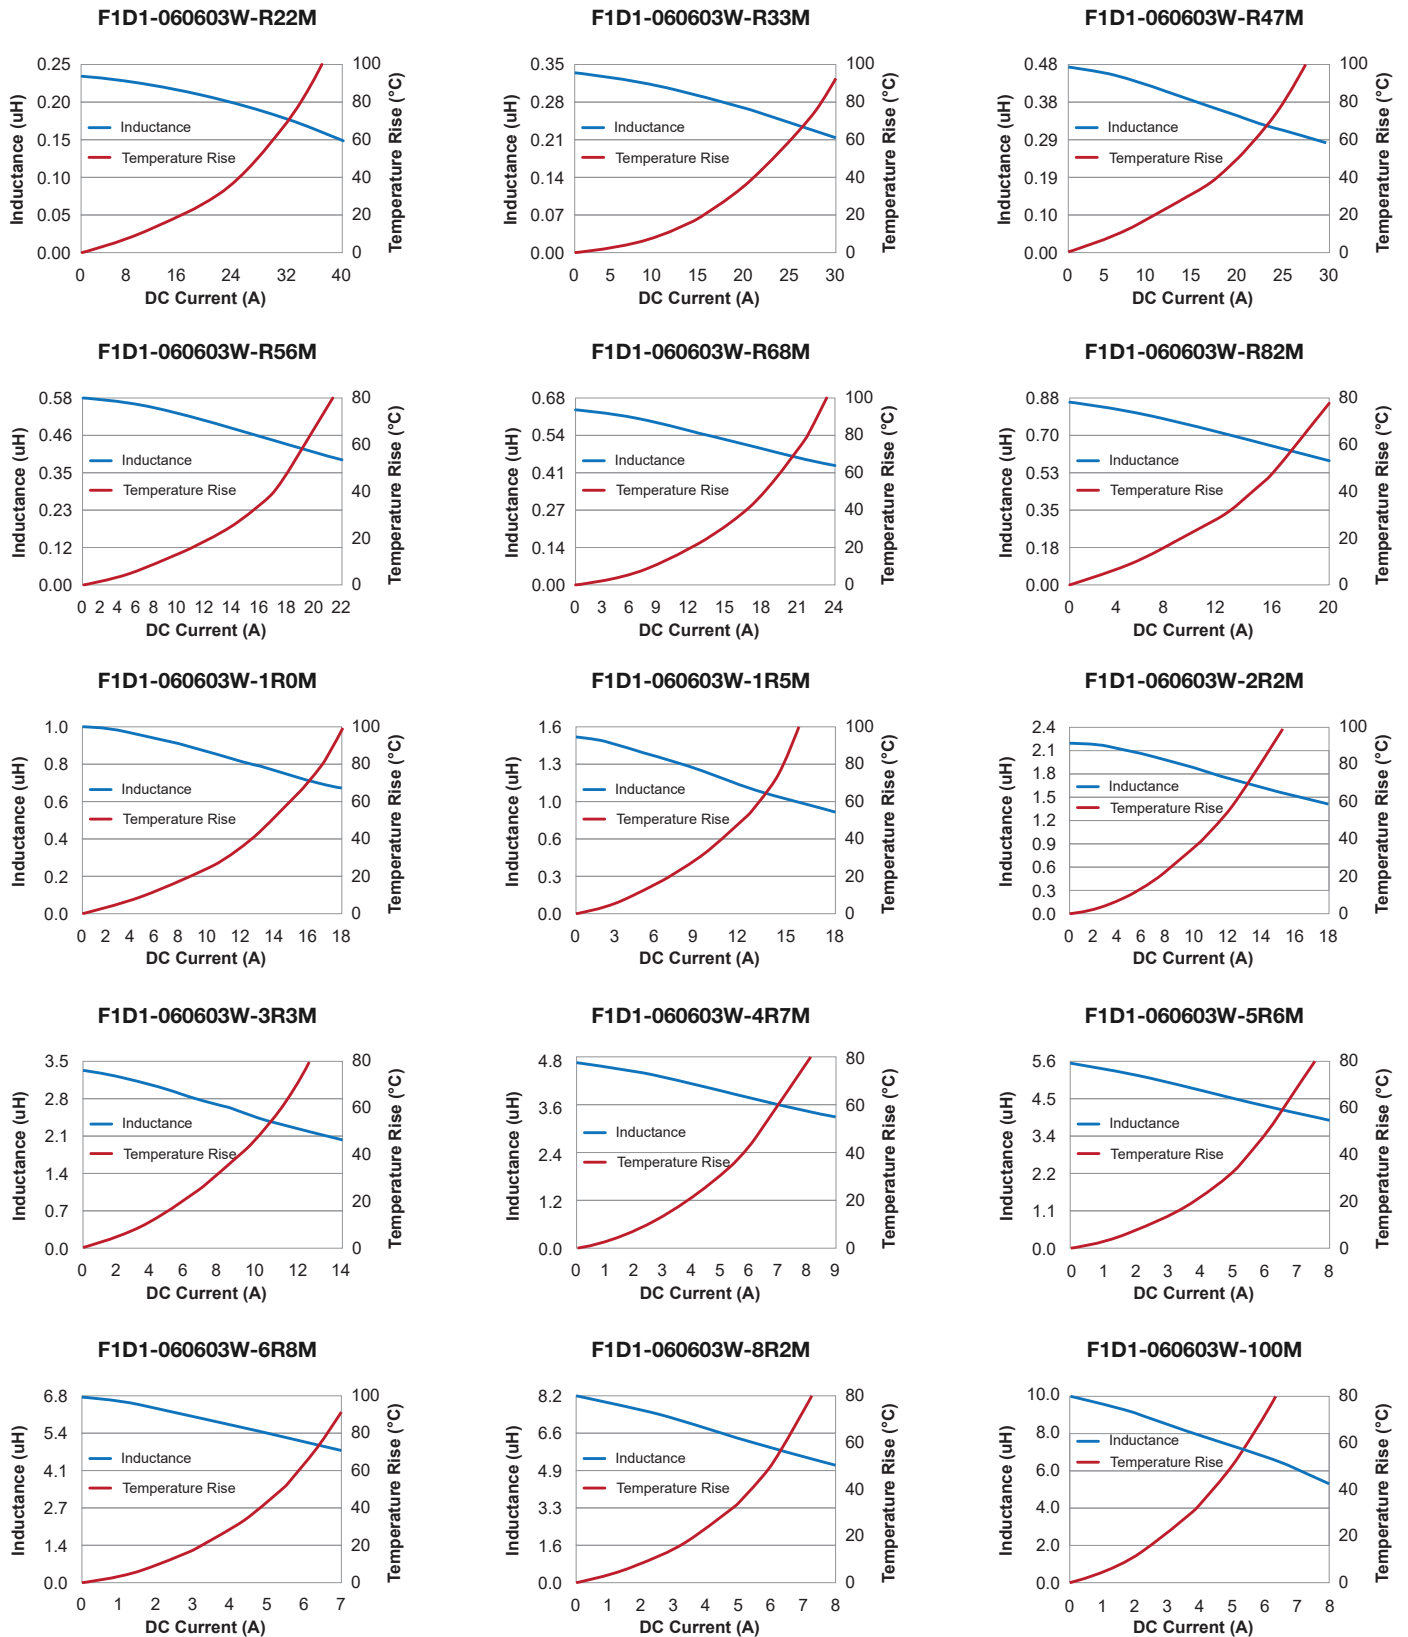 F1D1-060603W-R22M
F1D1-060603W-R33M
F1D1-060603W-R47M
Inductance (uH)
0.25
0.20
0.15
0.10
0.05
0.00
Inductance
Temperature Rise
100
80
60
40
20
0
Temperature Rise (°C)
0 8 16 24 32 40
DC Current (A)
Inductance (uH)
0.35
0.28
0.21
0.14
0.07
0.00
Inductance
Temperature Rise
100
80
60
40
20
0
Temperature Rise (°C)
0 5 10 15 20 25 30
DC Current (A)
Inductance (uH)
0.48
0.38
0.29
0.19
0.10
0.00
Inductance
Temperature Rise
100
80
60
40
20
0
Temperature Rise (°C)
0 5 10 15 20 25 30
DC Current (A)
F1D1-060603W-R56M
F1D1-060603W-R68M
F1D1-060603W-R82M
Inductance (uH)
0.58
0.46
0.35
0.23
0.12
0.00
Inductance
Temperature Rise
80
60
40
20
0
Temperature Rise (°C)
0 2 4 6 8 10 12 14 16 18 20 22
DC Current (A)
Inductance (uH)
0.68
0.54
0.41
0.27
0.14
0.00
Inductance
Temperature Rise
100
80
60
40
20
0
Temperature Rise (°C)
0 3 6 9 12 15 18 21 24
DC Current (A)
Inductance (uH)
0.88
0.70
0.53
0.35
0.18
0.00
Inductance
Temperature Rise
80
60
40
20
0
Temperature Rise (°C)
0 4 8 12 16 20
DC Current (A)
F1D1-060603W-1R0M
F1D1-060603W-1R5M
F1D1-060603W-2R2M
Inductance (uH)
1.0
0.8
0.6
0.4
0.2
0.0
Inductance
Temperature Rise
100
80
60
40
20
0
Temperature Rise (°C)
0 2 4 6 8 10 12 14 16 18
DC Current (A)
Inductance (uH)
1.6
1.3
1.0
0.6
0.3
0.0
Inductance
Temperature Rise
100
80
60
40
20
0
Temperature Rise (°C)
0 3 6 9 12 15 18
DC Current (A)
Inductance (uH)
2.4
2.1
1.8
1.5
1.2
0.9
0.6
0.3
0.0
Inductance
Temperature Rise
100
80
60
40
20
0
Temperature Rise (°C)
0 2 4 6 8 10 12 14 16 18
DC Current (A)
F1D1-060603W-3R3M
F1D1-060603W-4R7M
F1D1-060603W-5R6M
Inductance (uH)
3.5
2.8
2.1
1.4
0.7
0.0
Inductance
Temperature Rise
80
60
40
20
0
Temperature Rise (°C)
0 2 4 6 8 10 12 14
DC Current (A)
Inductance (uH)
4.8
3.6
2.4
1.2
0.0
Inductance
Temperature Rise
80
60
40
20
0
Temperature Rise (°C)
0 1 2 3 4 5 6 7 8 9
DC Current (A)
Inductance (uH)
5.6
4.5
3.4
2.2
1.1
0.0
Inductance
Temperature Rise
80
60
40
20
0
Temperature Rise (°C)
0 1 2 3 4 5 6 7 8
DC Current (A)
F1D1-060603W-6R8M
F1D1-060603W-8R2M
F1D1-060603W-100M
Inductance (uH)
6.8
5.4
4.1
2.7
1.4
0.0
Inductance
Temperature Rise
100
80
60
40
20
0
Temperature Rise (°C)
0 1 2 3 4 5 6 7
DC Current (A)
Inductance (uH)
8.2
6.6
4.9
3.3
1.6
0.0
Inductance
Temperature Rise
80
60
40
20
0
Temperature Rise (°C)
0 1 2 3 4 5 6 7 8
DC Current (A)
Inductance (uH)
10.0
8.0
6.0
4.0
2.0
0.0
Inductance
Temperature Rise
80
60
40
20
0
Temperature Rise (°C)
0 1 2 3 4 5 6 7 8
DC Current (A)